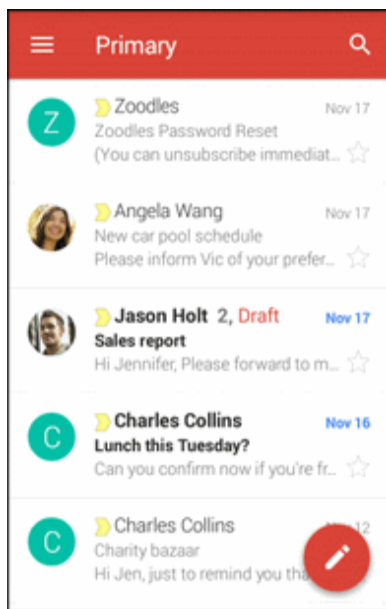 Primary
Z
Zoodles
Nov 17
Zoodles Password Reset
(You can unsubscribe immediat...
Angela Wang
Nov 17
New car pool schedule
Please inform Vic of your prefer...
Jason Holt 2, Draft
Nov 17
Sales report
Hi Jennifer, Please forward to m...
C
Charles Collins
Nov 16
Lunch this Tuesday?
Can you confirm now if you're fr...
C
Charles Collins
12
Charity bazaar
Hi Jen, just to remind you